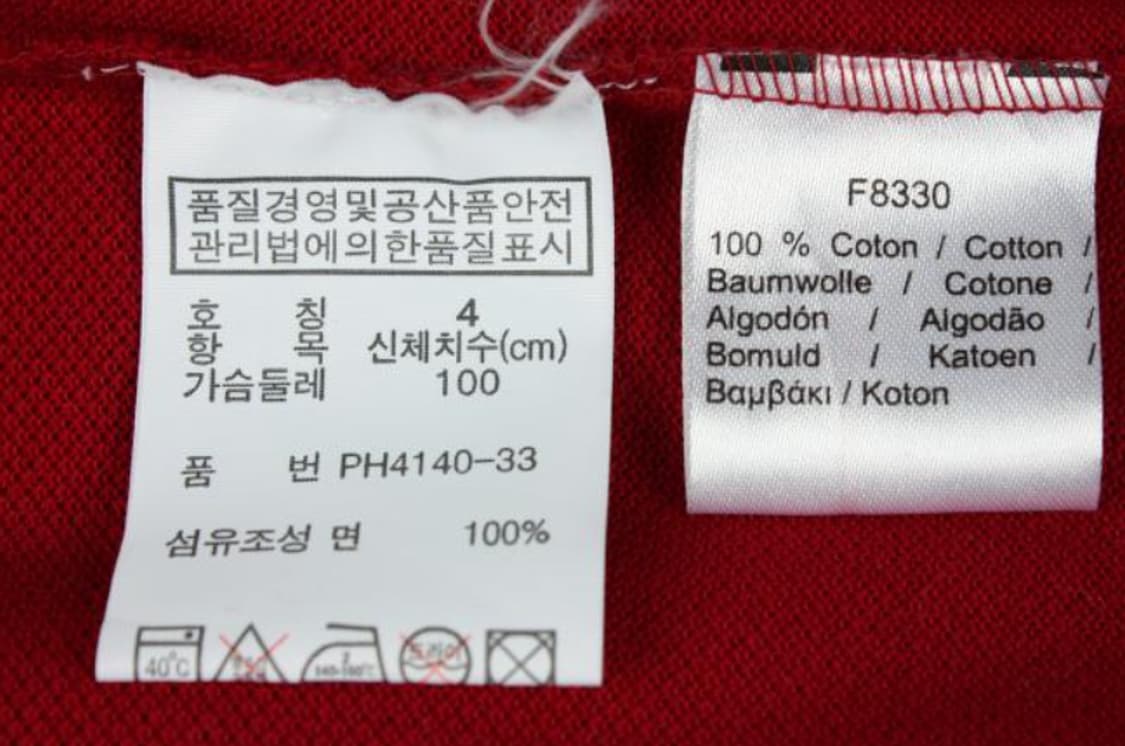 품질경영및공산품안전
관리법에의한품질표시
호 칭 4
항 목 신체치수(cm)
가슴둘레 100
품 번 PH4140-33
섬유조성 면 100%
40℃
드라이
F8330
100 % Coton / Cotton /
Baumwolle / Cotone /
Algodón / Algodão /
Bomuld / Katoen /
Βαμβάκι / Koton